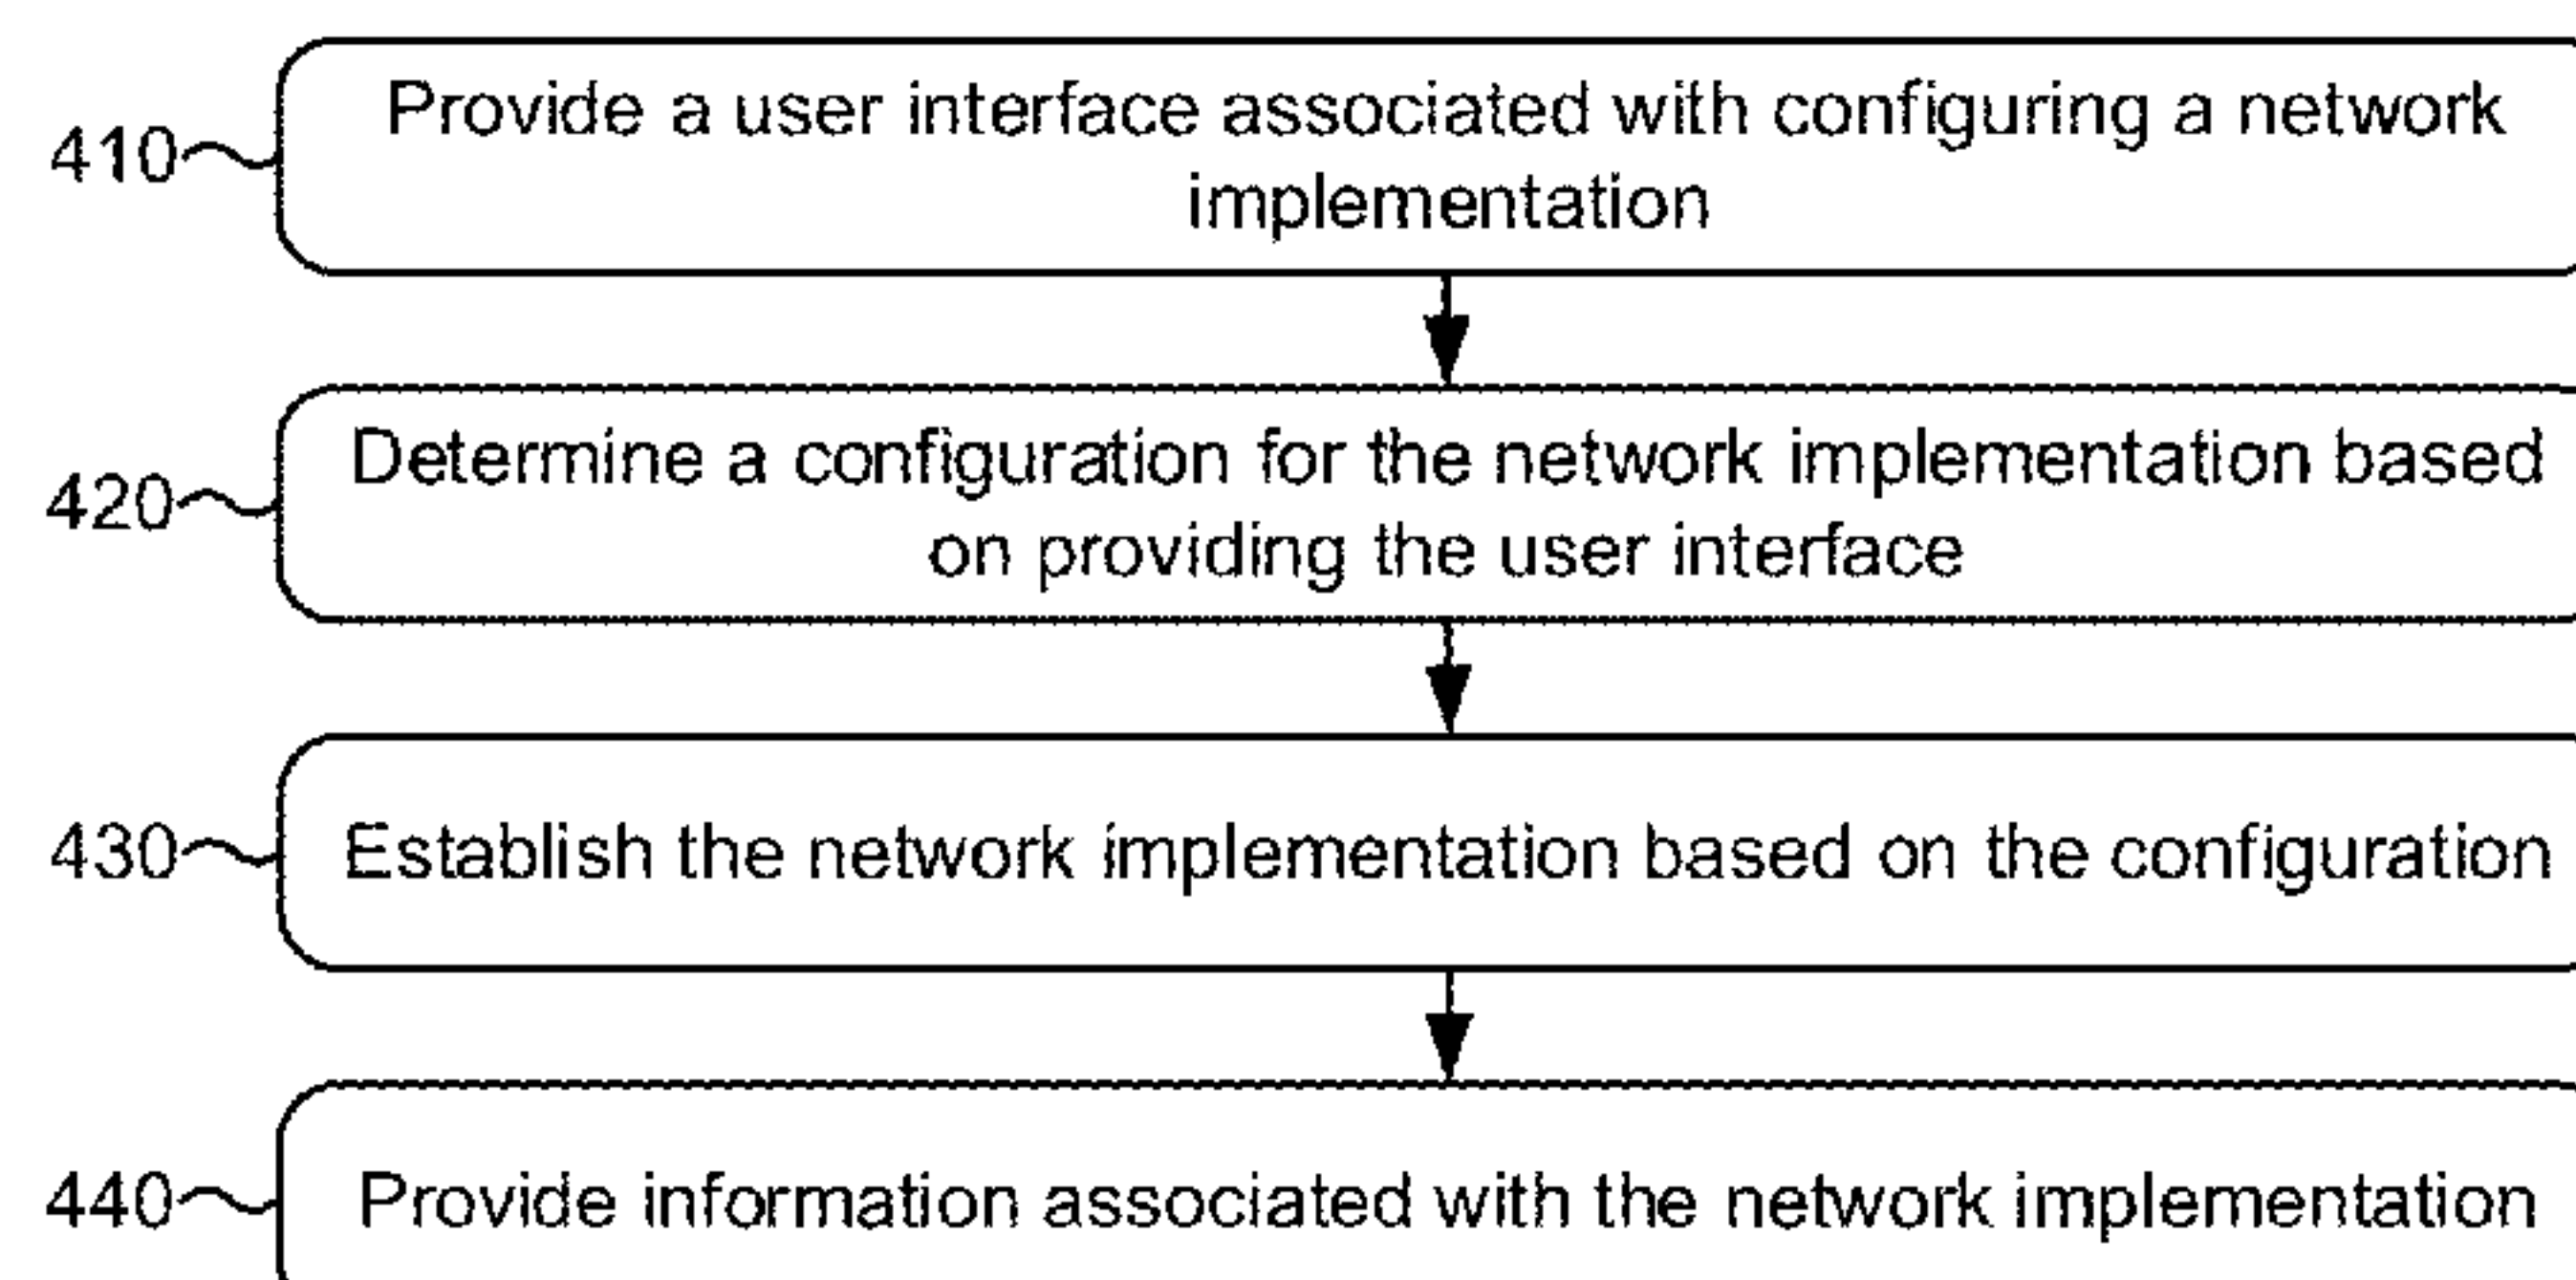 410
Provide a user interface associated with configuring a network
implementation
420
Determine a configuration for the network implementation based
on providing the user interface
430
Establish the network implementation based on the configuration
440
Provide information associated with the network implementation